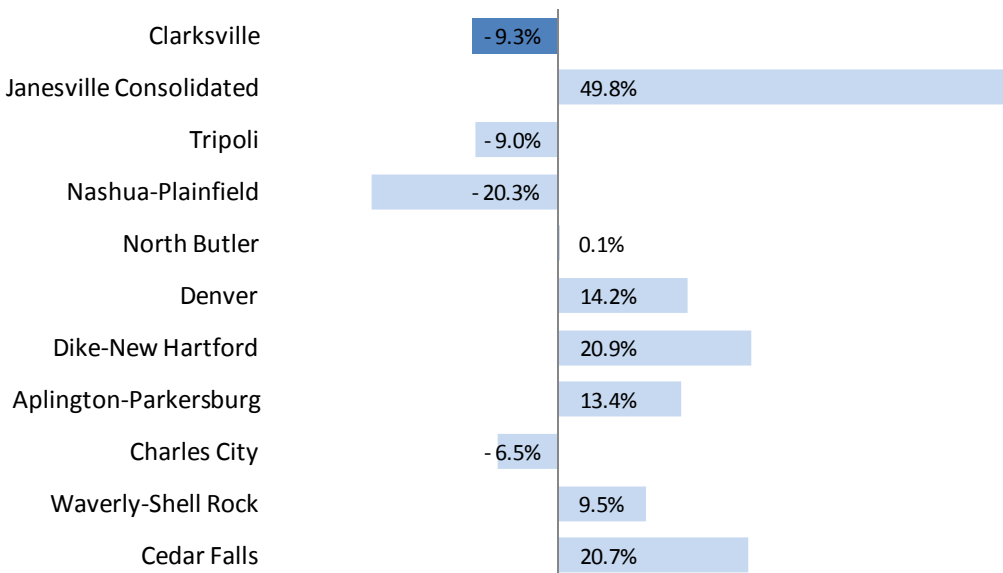 Clarksville - 9.3%
Janesville Consolidated 49.8%
Tripoli - 9.0%
Nashua-Plainfield - 20.3%
North Butler 0.1%
Denver 14.2%
Dike-New Hartford 20.9%
Aplington-Parkersburg 13.4%
Charles City - 6.5%
Waverly-Shell Rock 9.5%
Cedar Falls 20.7%